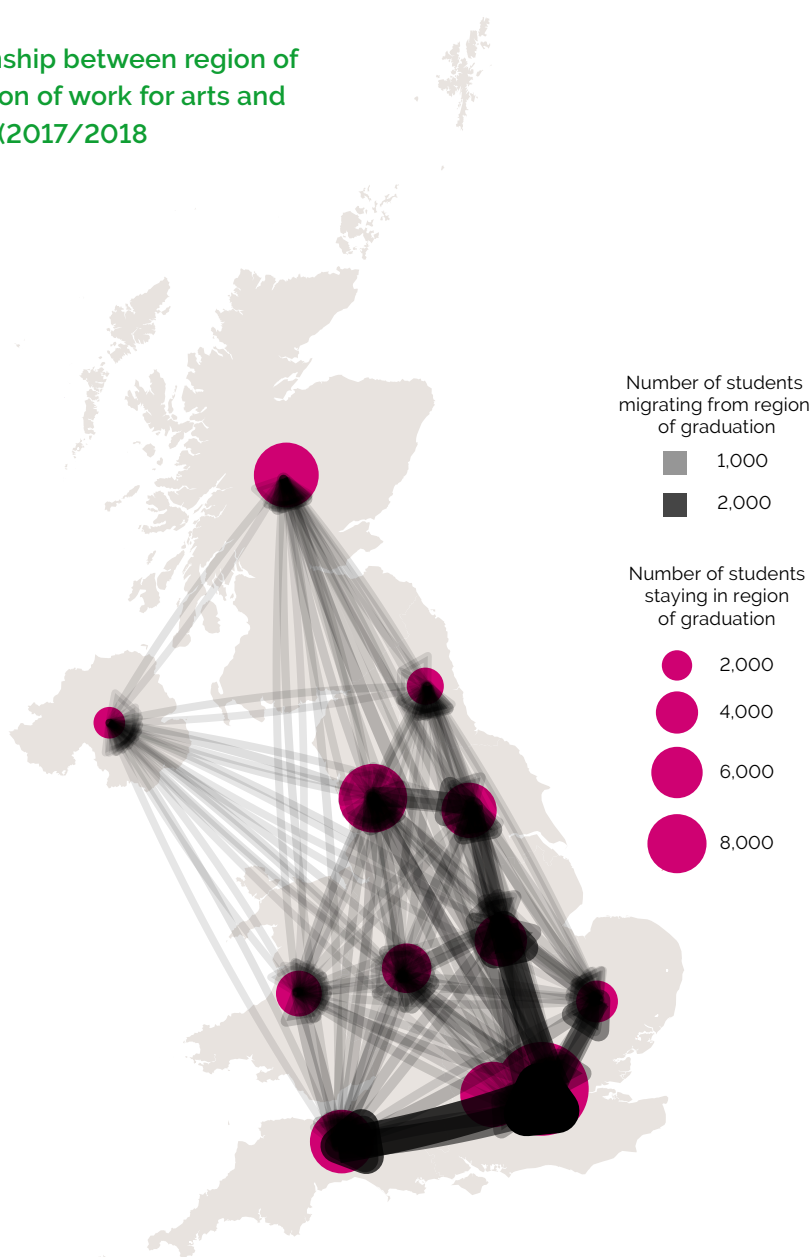 ship between region of
on of work for arts and
(2017/2018
Number of students
migrating from region
of graduation
1,000
2,000
Number of students
staying in region
of graduation
2,000
4,000
6,000
8,000